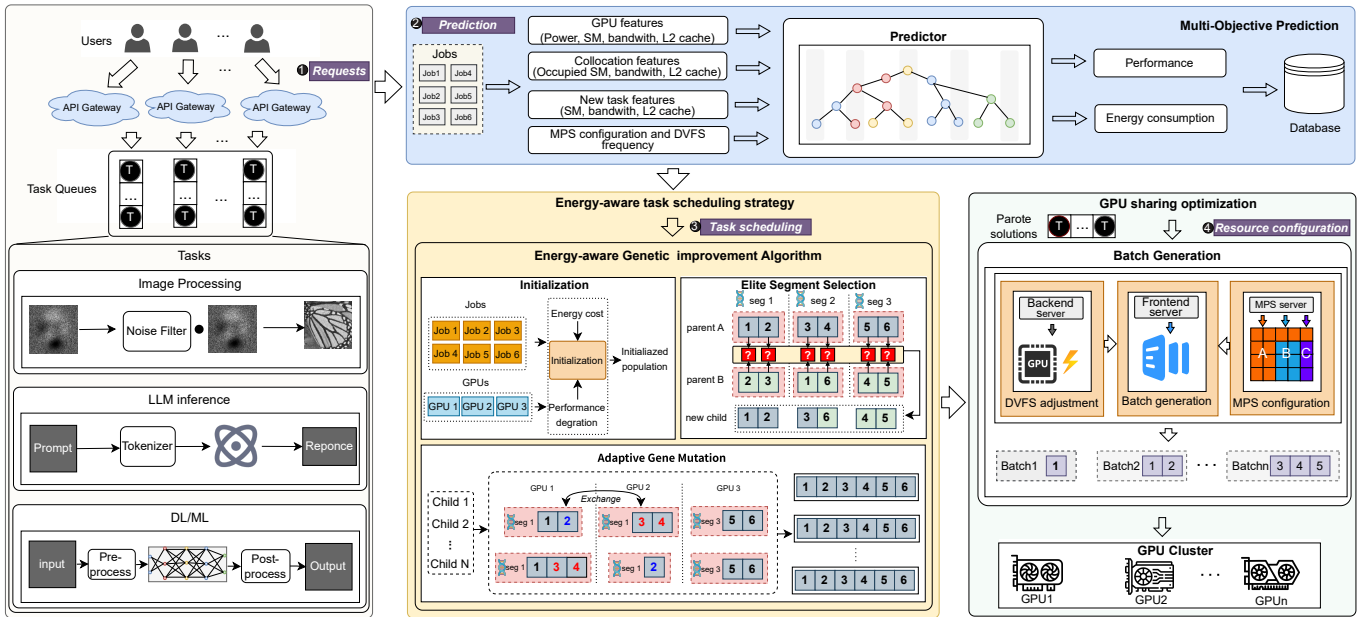 Users
...
❶ Requests
...
API Gateway
API Gateway
API Gateway
...
Task Queues
T
T
T
...
...
...
...
...
T
T
T
Tasks
Image Processing
Noise Filter
LLM inference
Prompt
Tokenizer
Reponce
DL/ML
input
Pre-
process
Post-
process
Output
❷ Prediction
Jobs
Job1
Job4
Job2
Job5
Job3
Job6
GPU features
(Power, SM, bandwith, L2 cache)
Collocation features
(Occupied SM, bandwith, L2 cache)
New task features
(SM, bandwith, L2 cache)
MPS configuration and DVFS
frequency
Predictor
Multi-Objective Prediction
Performance
Energy consumption
Database
Energy-aware task scheduling strategy
❸ Task scheduling
Energy-aware Genetic improvement Algorithm
Initialization
Jobs
Job 1
Job 2
Job 3
Job 4
Job 5
Job 6
GPUs
GPU 1
GPU 2
GPU 3
Energy cost
Initialization
Performance
degration
Initialiazed
population
Elite Segment Selection
seg 1
seg 2
seg 3
parent A
1 2
3 4
5 6
? ?
? ?
? ?
parent B
2 3
1 6
4 5
new child
1 2
3 6
4 5
Adaptive Gene Mutation
Child 1
Child 2
⋮
Child N
GPU 1
GPU 2
GPU 3
Exchange
seg 1
1 2
seg 1
3 4
seg 3
5 6
seg 1
1 3 4
seg 1
2
seg 3
5 6
1 2 3 4 5 6
1 2 3 4 5 6
⋮
1 2 3 4 5 6
GPU sharing optimization
Parote
solutions
T ... T
❹ Resource configuration
Batch Generation
Backend
server
GPU
DVFS adjustment
Frontend
server
Batch generation
MPS server
A B C
MPS configuration
Batch1 1
Batch2 1 2
...
Batchn 3 4 5
GPU Cluster
GPU1
GPU2
...
GPUn